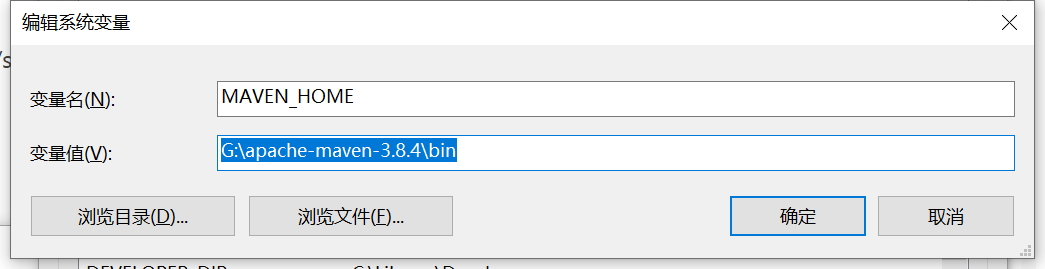 编辑系统变量
变量名(N):
MAVEN_HOME
变量值(V):
G:\apache-maven-3.8.4\bin
浏览目录(D)...
浏览文件(F)...
确定
取消